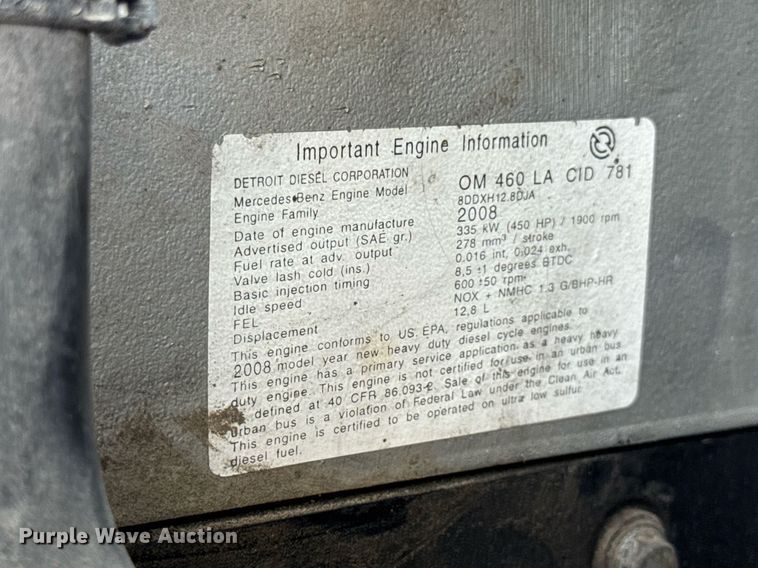 Important Engine Information
DETROIT DIESEL CORPORATION
Mercedes-Benz Engine Model OM 460 LA CID 781
Engine Family 8DDXH12.8DJA
Date of engine manufacture 2008
Advertised output (SAE gr.) 335 kW (450 HP) / 1900 rpm
Fuel rate at adv. output 278 mm³ / stroke
Valve lash cold (ins.) 0.016 int, 0.024 exh.
Basic injection timing 8,5 ±1 degrees BTDC
Idle speed 600 ±50 rpm
FEL NOX + NMHC 1.3 G/BHP-HR
Displacement 12,8 L
This engine conforms to US. EPA, regulations applicable to
2008 model year new heavy duty diesel cycle engines.
This engine has a primary service application as a heavy heavy
duty engine. This engine is not certified for use in an urban bus
defined at 40 CFR 86.093-2. Sale of this engine for use in an
urban bus is a violation of Federal Law under the Clean Air Act.
This engine is certified to be operated on ultra low sulfur
diesel fuel.
Purple Wave Auction